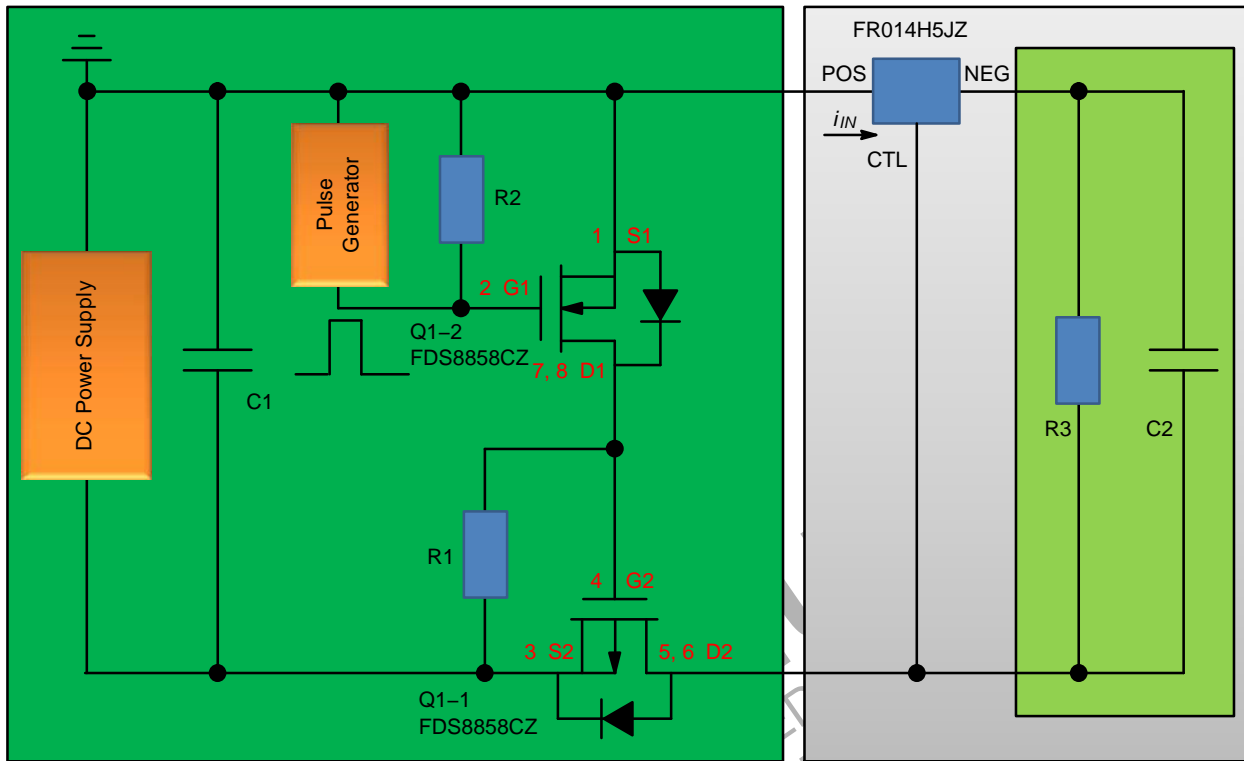 FR014H5JZ
POS
NEG
iIN
CTL
DC Power Supply
C1
Pulse
Generator
R2
1 S1
2 G1
Q1–2
FDS8858CZ
7, 8 D1
R1
4 G2
3 S2
5, 6 D2
Q1–1
FDS8858CZ
R3
C2